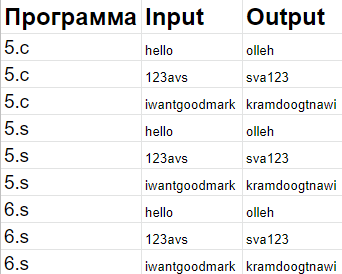 Программа Input Output
5.c hello olleh
5.c 123avs sva123
5.c iwantgoodmark kramdoogtnawi
5.s hello olleh
5.s 123avs sva123
5.s iwantgoodmark kramdoogtnawi
6.s hello olleh
6.s 123avs sva123
6.s iwantgoodmark kramdoogtnawi